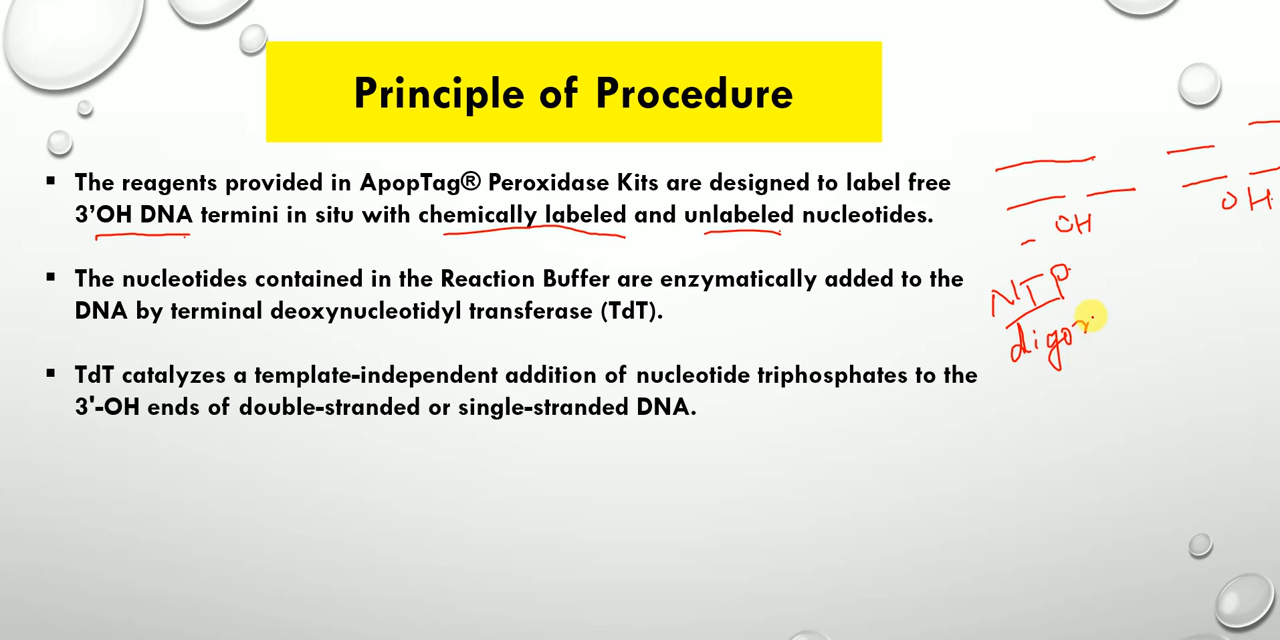 Principle of Procedure
▪ The reagents provided in ApopTag® Peroxidase Kits are designed to label free
3’OH DNA termini in situ with chemically labeled and unlabeled nucleotides.
▪ The nucleotides contained in the Reaction Buffer are enzymatically added to the
DNA by terminal deoxynucleotidyl transferase (TdT).
▪ TdT catalyzes a template-independent addition of nucleotide triphosphates to the
3'-OH ends of double-stranded or single-stranded DNA.
OH
OH
NTP